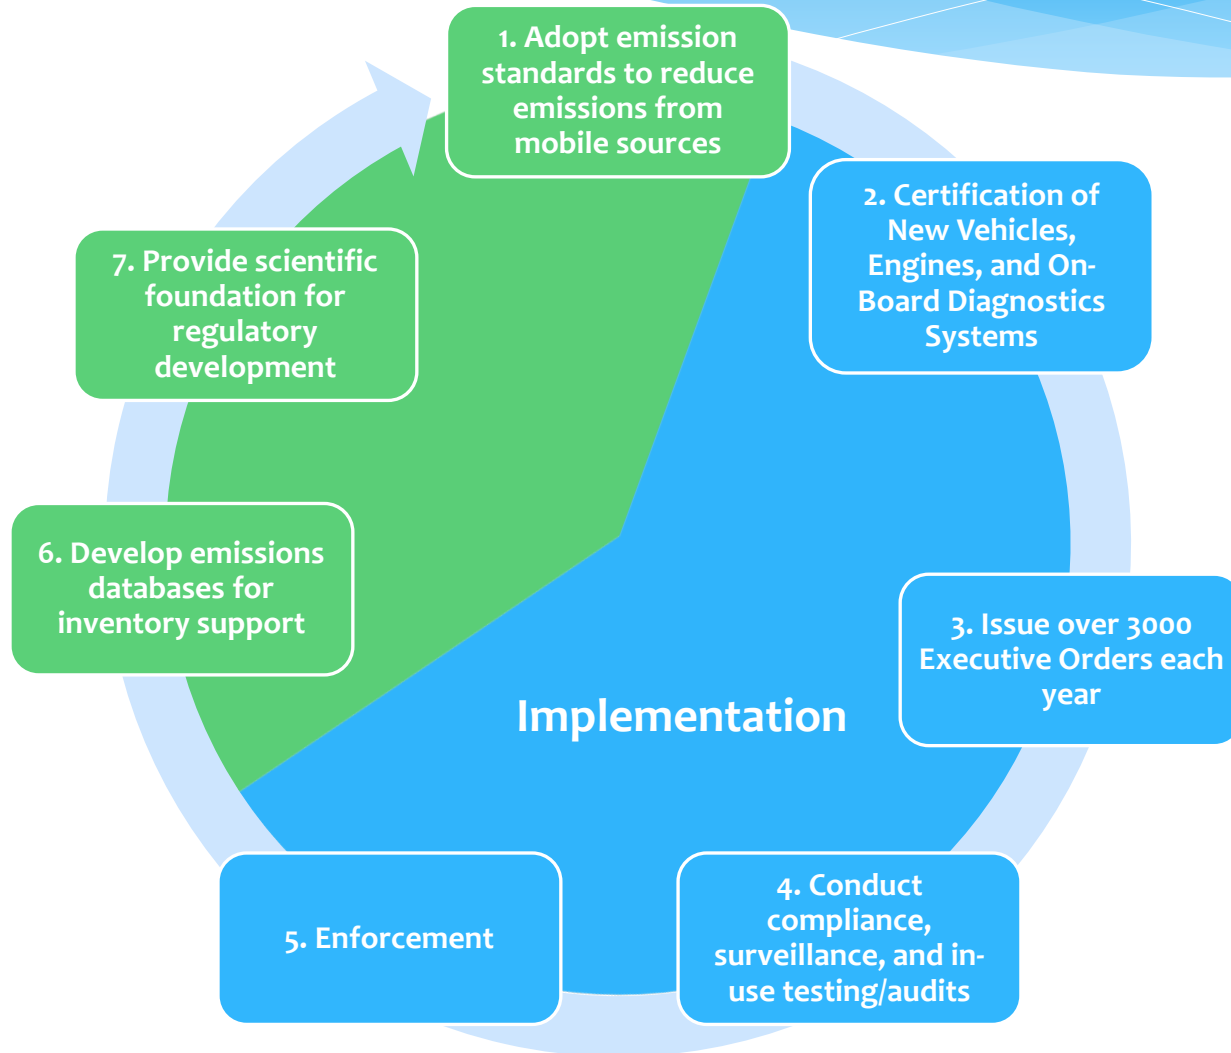 1. Adopt emission
standards to reduce
emissions from
mobile sources
2. Certification of
New Vehicles,
Engines, and On-
Board Diagnostics
Systems
3. Issue over 3000
Executive Orders each
year
4. Conduct
compliance,
surveillance, and in-
use testing/audits
5. Enforcement
6. Develop emissions
databases for
inventory support
7. Provide scientific
foundation for
regulatory
development
Implementation